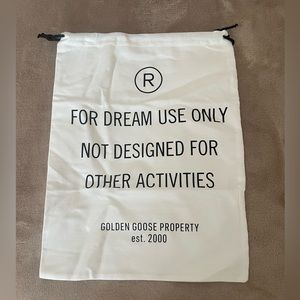 R
FOR DREAM USE ONLY
NOT DESIGNED FOR
OTHER ACTIVITIES
GOLDEN GOOSE PROPERTY
est. 2000